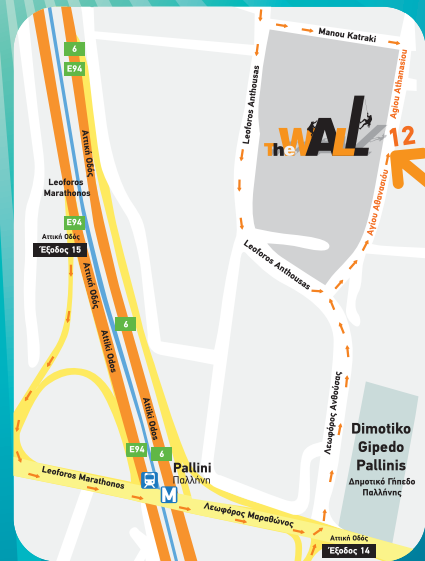 Manou Katraki
6
E94
Αττική Οδός
Leoforos Anthousas
Agiou Athanasiou
The WALL
12
Leoforos
Marathonos
E94
Αττική Οδός
Έξοδος 15
Αγίου Αθανασίου
Αττική Οδός
Leoforos Anthousas
6
Attiki Odos
Attiki Odos
Λεωφόρος Ανθούσας
Dimotiko
Gipedo
Pallinis
Δημοτικό Γήπεδο
Παλλήνης
E94
6
Pallini
Παλλήνη
M
Leoforos Marathonos
Λεωφόρος Μαραθώνος
Αττική Οδός
Έξοδος 14